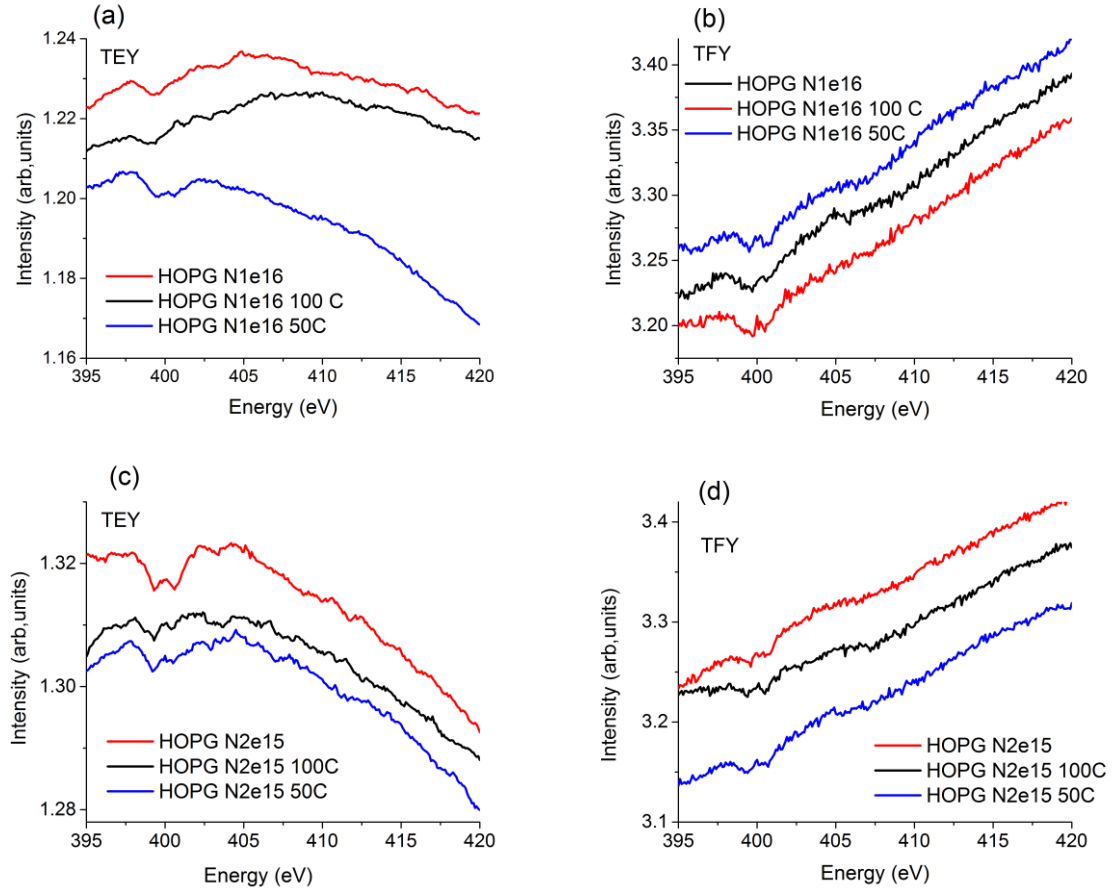 (a)
TEY
1.24
1.22
1.20
1.18
1.16
Intensity (arb,units)
HOPG N1e16
HOPG N1e16 100 C
HOPG N1e16 50C
395 400 405 410 415 420
Energy (eV)
(b)
TFY
3.40
3.35
3.30
3.25
3.20
Intensity (arb,units)
HOPG N1e16
HOPG N1e16 100 C
HOPG N1e16 50C
395 400 405 410 415 420
Energy (eV)
(c)
TEY
1.32
1.30
1.28
Intensity (arb,units)
HOPG N2e15
HOPG N2e15 100C
HOPG N2e15 50C
395 400 405 410 415 420
Energy (eV)
(d)
TFY
3.4
3.3
3.2
3.1
Intensity (arb,units)
HOPG N2e15
HOPG N2e15 100C
HOPG N2e15 50C
395 400 405 410 415 420
Energy (eV)